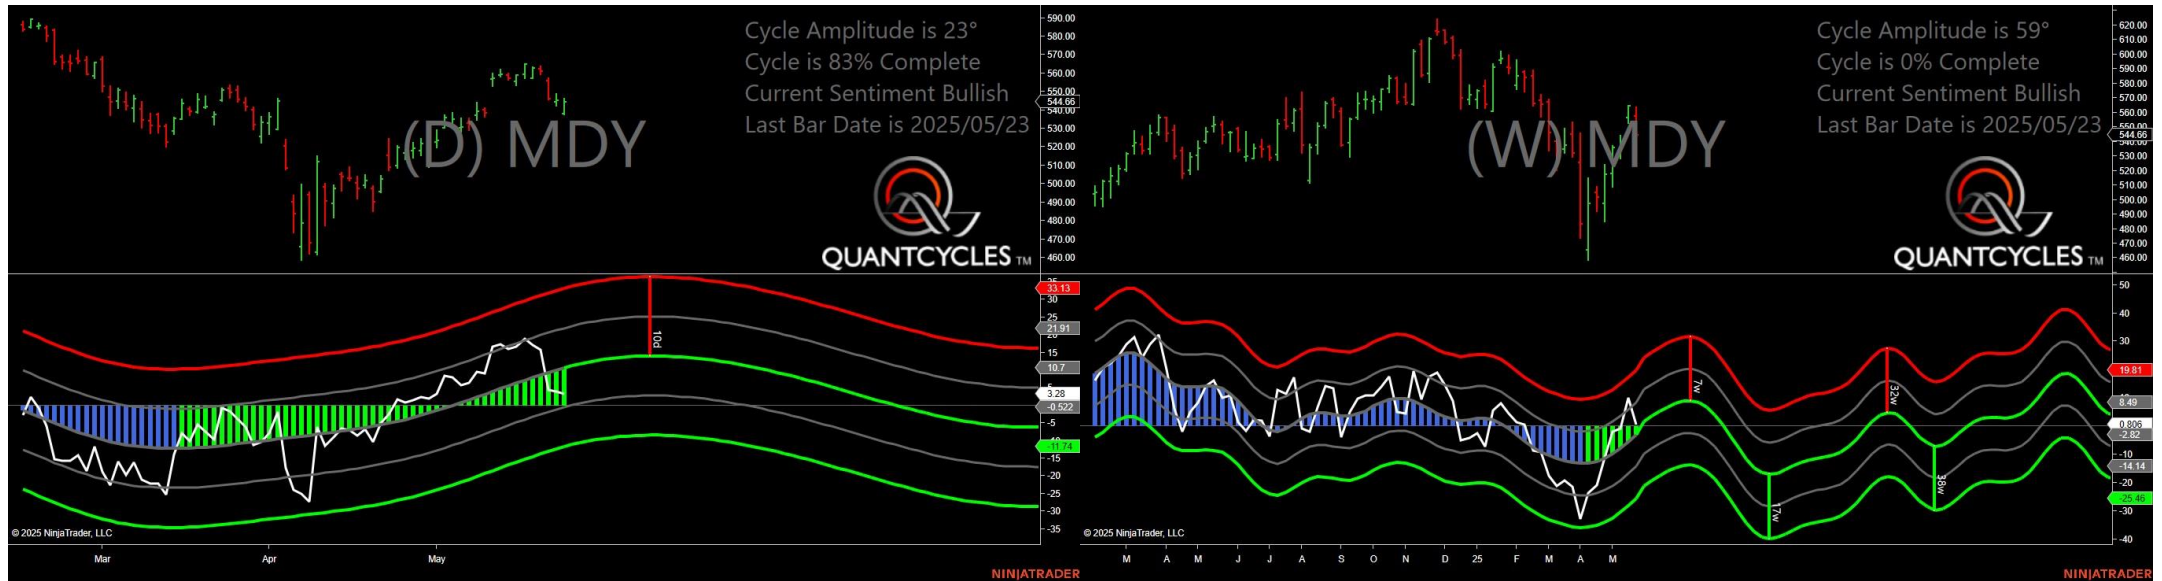 Cycle Amplitude is 23°
Cycle is 83% Complete
Current Sentiment Bullish
Last Bar Date is 2025/05/23
(D) MDY
QUANTCYCLES TM
590.00
580.00
570.00
560.00
550.00
544.66
540.00
530.00
520.00
510.00
500.00
490.00
480.00
470.00
460.00
10d
33.13
30
25
21.91
15
10.7
3.28
-0.522
-5
-11.74
-15
-20
-25
-30
-35
© 2025 NinjaTrader, LLC
Mar Apr May
NINJATRADER
Cycle Amplitude is 59°
Cycle is 0% Complete
Current Sentiment Bullish
Last Bar Date is 2025/05/23
(W) MDY
QUANTCYCLES TM
620.00
610.00
600.00
590.00
580.00
570.00
560.00
544.66
530.00
520.00
510.00
500.00
490.00
480.00
470.00
460.00
7w
17w
32w
38w
50
40
30
19.81
8.49
0.806
-2.82
-10
-14.14
-20
-25.46
-30
-40
© 2025 NinjaTrader, LLC
M A M J J A S O N D 25 F M A M
NINJATRADER